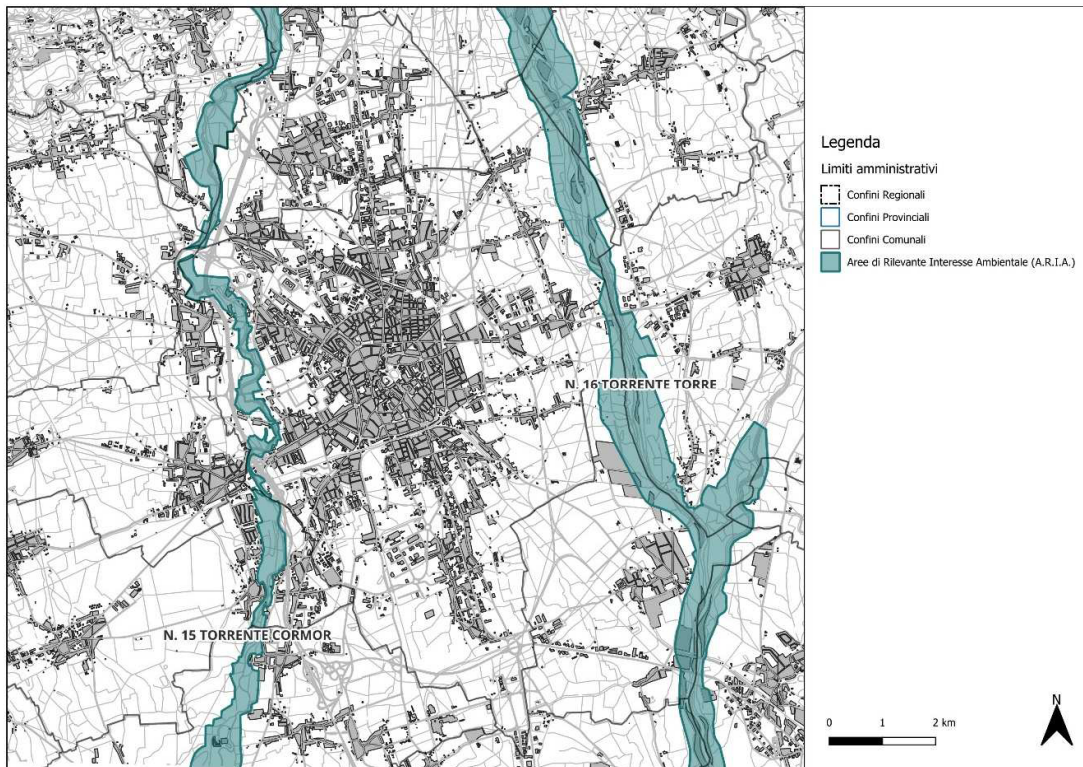 N. 16 TORRENTE TORRE
N. 15 TORRENTE CORMOR
Legenda
Limiti amministrativi
Confini Regionali
Confini Provinciali
Confini Comunali
Aree di Rilevante Interesse Ambientale (A.R.I.A.)
N
0 1 2 km